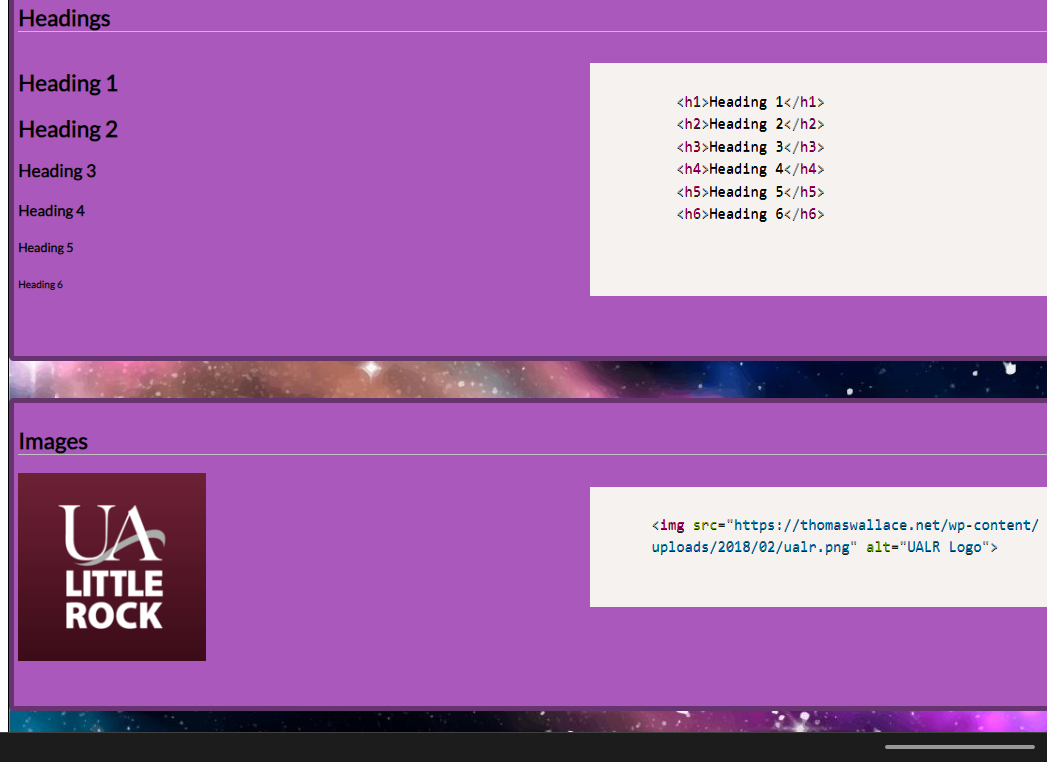 Headings
Heading 1
Heading 2
Heading 3
Heading 4
Heading 5
Heading 6
<h1>Heading 1</h1>
<h2>Heading 2</h2>
<h3>Heading 3</h3>
<h4>Heading 4</h4>
<h5>Heading 5</h5>
<h6>Heading 6</h6>
Images
UA
LITTLE
ROCK
<img src="https://thomaswallace.net/wp-content/
uploads/2018/02/ualr.png" alt="UALR Logo">